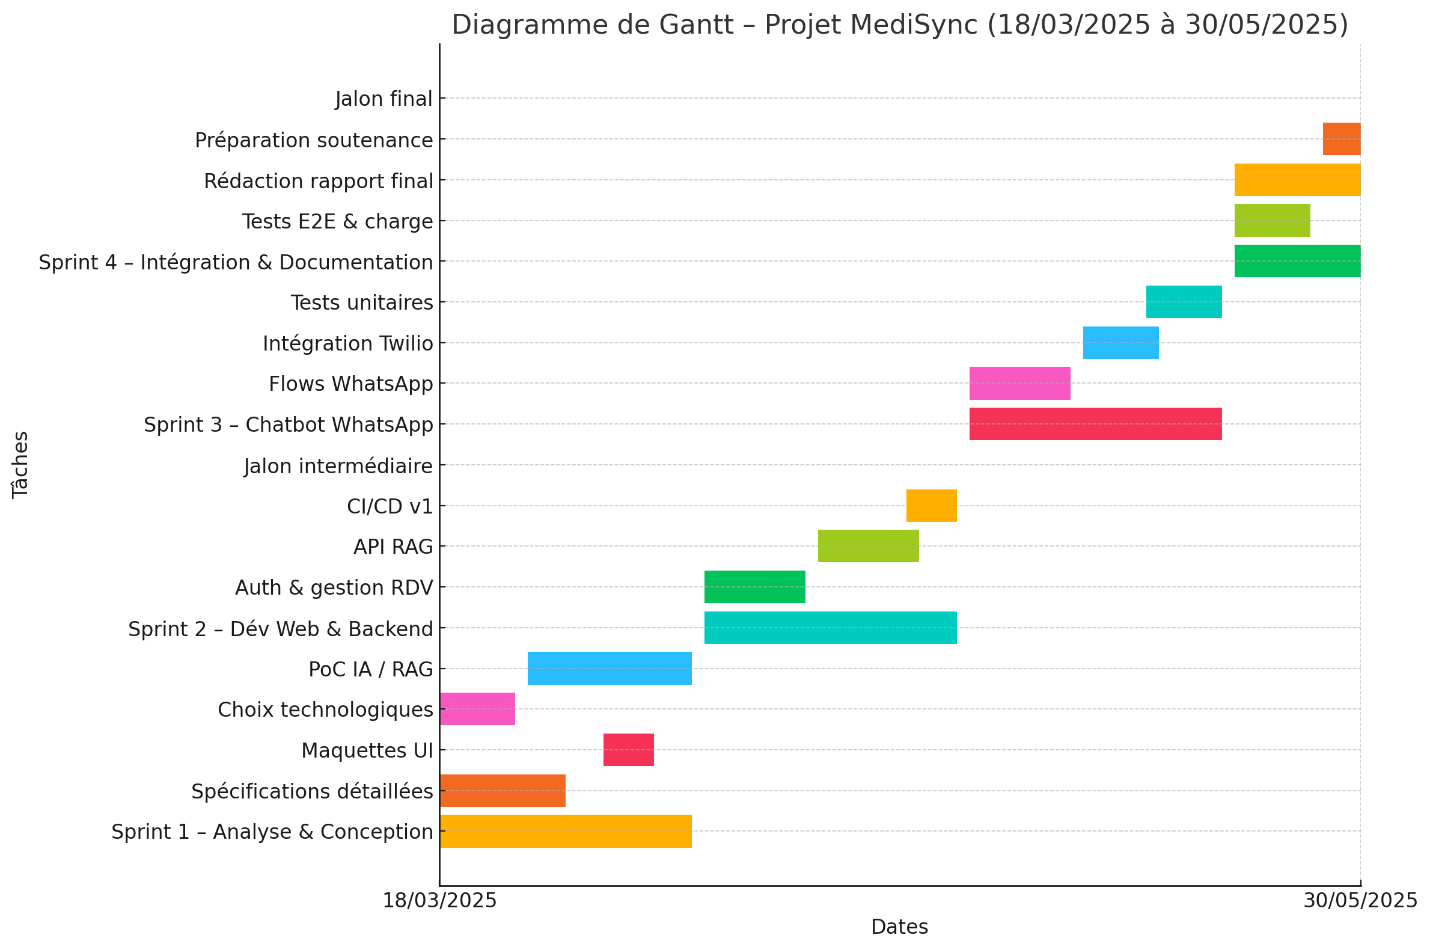 Diagramme de Gantt – Projet MediSync (18/03/2025 à 30/05/2025)
Jalon final
Préparation soutenance
Rédaction rapport final
Tests E2E & charge
Sprint 4 – Intégration & Documentation
Tests unitaires
Intégration Twilio
Flows WhatsApp
Sprint 3 – Chatbot WhatsApp
Jalon intermédiaire
CI/CD v1
API RAG
Auth & gestion RDV
Sprint 2 – Dév Web & Backend
PoC IA / RAG
Choix technologiques
Maquettes UI
Spécifications détaillées
Sprint 1 – Analyse & Conception
Tâches
18/03/2025
30/05/2025
Dates